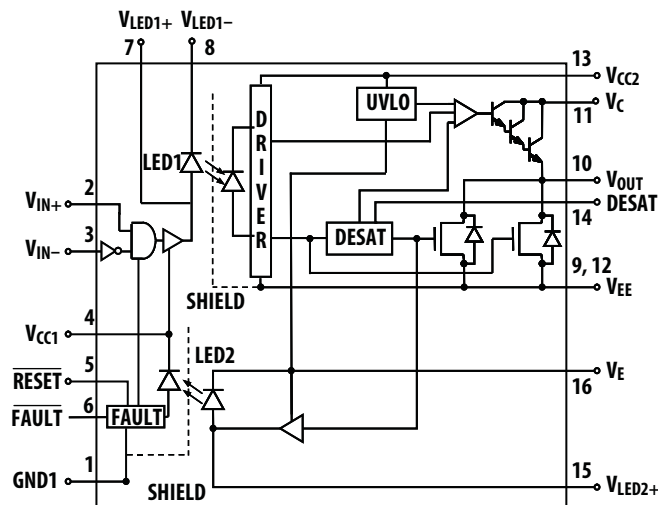 VLED1+ VLED1–
7 8
13
VCC2
UVLO
VC
11
DRIVER
LED1
2
VIN+
10
VOUT
DESAT
3
VIN–
DESAT
14
9, 12
SHIELD
VEE
4
VCC1
LED2
5
RESET
VE
16
6
FAULT
FAULT
1
GND1
15
VLED2+
SHIELD